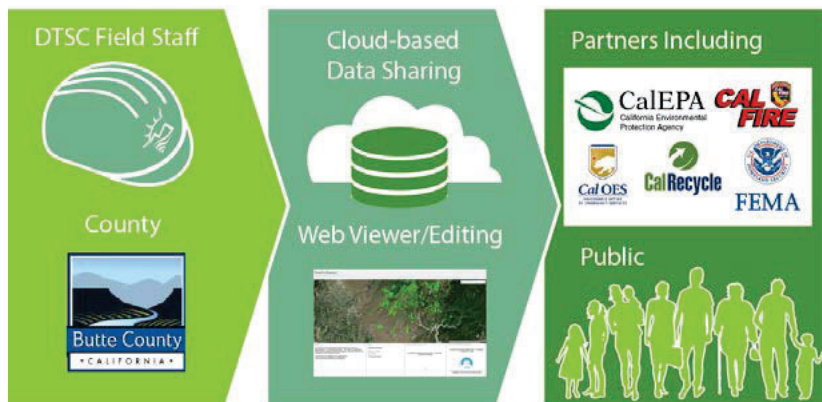 DTSC Field Staff
County
Butte County
• CALIFORNIA •
Cloud-based
Data Sharing
Web Viewer/Editing
Partners Including
CalEPA
California Environmental
Protection Agency
CAL
FIRE
Cal OES
CalRecycle
FEMA
Public